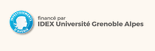 financé par
IDEX Université Grenoble Alpes